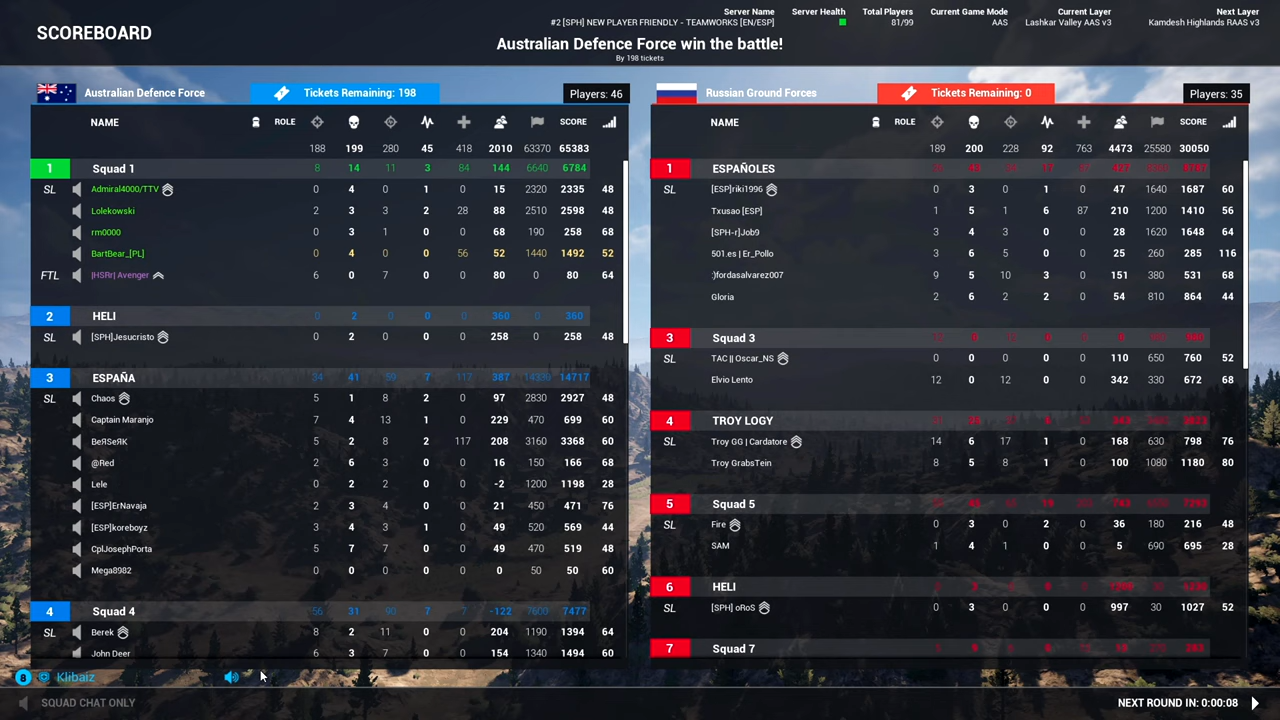 SCOREBOARD
Server Name Server Health Total Players Current Game Mode Current Layer Next Layer
#2 [SPH] NEW PLAYER FRIENDLY - TEAMWORKS [EN/ESP] 81/99 AAS Lashkar Valley AAS v3 Kamdesh Highlands RAAS v3
Australian Defence Force win the battle!
By 198 tickets
Australian Defence Force Tickets Remaining: 198 Players: 46
NAME ROLE SCORE
188 199 280 45 418 2010 63370 65383
1 Squad 1 8 14 11 3 84 144 6640 6784
SL Admiral4000/TTV 0 4 0 1 0 15 2320 2335 48
Lolekowski 2 3 3 2 28 88 2510 2598 48
rm0000 0 3 1 0 0 68 190 258 68
BartBear_[PL] 0 4 0 0 56 52 1440 1492 52
FTL |HSRr| Avenger 6 0 7 0 0 80 0 80 64
2 HELI 0 2 0 0 0 360 0 360
SL [SPH]Jesucristo 0 2 0 0 0 258 0 258 48
3 ESPAÑA 34 41 59 7 117 387 14330 14717
SL Chaos 5 1 8 2 0 97 2830 2927 48
Captain Maranjo 7 4 13 1 0 229 470 699 60
BeЯSeЯK 5 2 8 2 117 208 3160 3368 60
@Red 2 6 3 0 0 16 150 166 68
Lele 0 2 2 0 0 -2 1200 1198 28
[ESP]ErNavaja 2 3 4 0 0 21 450 471 76
[ESP]koreboyz 3 4 3 1 0 49 520 569 44
CplJosephPorta 5 7 7 0 0 49 470 519 48
Mega8982 0 0 0 0 0 0 50 50 60
4 Squad 4 56 31 90 7 7 -122 7600 7477
SL Berek 8 2 11 0 0 204 1190 1394 64
John Deer 6 3 7 0 0 154 1340 1494 60
Russian Ground Forces Tickets Remaining: 0 Players: 35
NAME ROLE SCORE
189 200 228 92 763 4473 25580 30050
1 ESPAÑOLES
SL [ESP]riki1996 0 3 0 1 0 47 1640 1687 60
Txusao [ESP] 1 5 1 6 87 210 1200 1410 56
[SPH-r]Job9 3 4 3 0 0 28 1620 1648 64
501.es | Er_Pollo 3 6 5 0 0 25 260 285 116
:)fordasalvarez007 9 5 10 3 0 151 380 531 68
Gloria 2 6 2 2 0 54 810 864 44
3 Squad 3
SL TAC || Oscar_NS 0 0 0 0 0 110 650 760 52
Elvio Lento 12 0 12 0 0 342 330 672 68
4 TROY LOGY
SL Troy GG | Cardatore 14 6 17 1 0 168 630 798 76
Troy GrabsTein 8 5 8 1 0 100 1080 1180 80
5 Squad 5
SL Fire 0 3 0 2 0 36 180 216 48
SAM 1 4 1 0 0 5 690 695 28
6 HELI
SL [SPH] oRoS 0 3 0 0 0 997 30 1027 52
7 Squad 7
8 Klibaiz
SQUAD CHAT ONLY
NEXT ROUND IN: 0:00:08